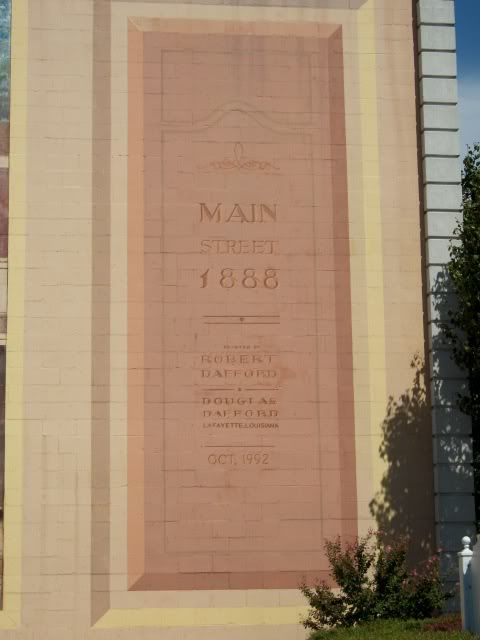 MAIN
STREET
1888
PAINTED BY
ROBERT
DAFFORD
DOUGLAS
DAFFORD
LAFAYETTE, LOUISIANA
OCT, 1992